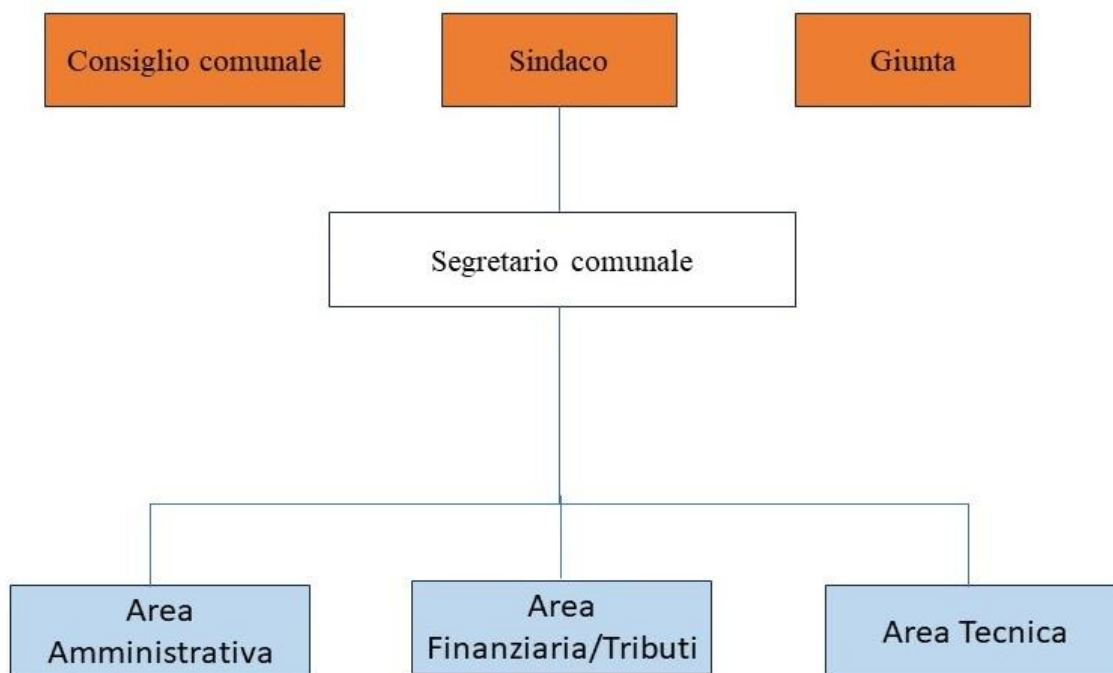 Consiglio comunale
Sindaco
Giunta
Segretario comunale
Area
Amministrativa
Area
Finanziaria/Tributi
Area Tecnica